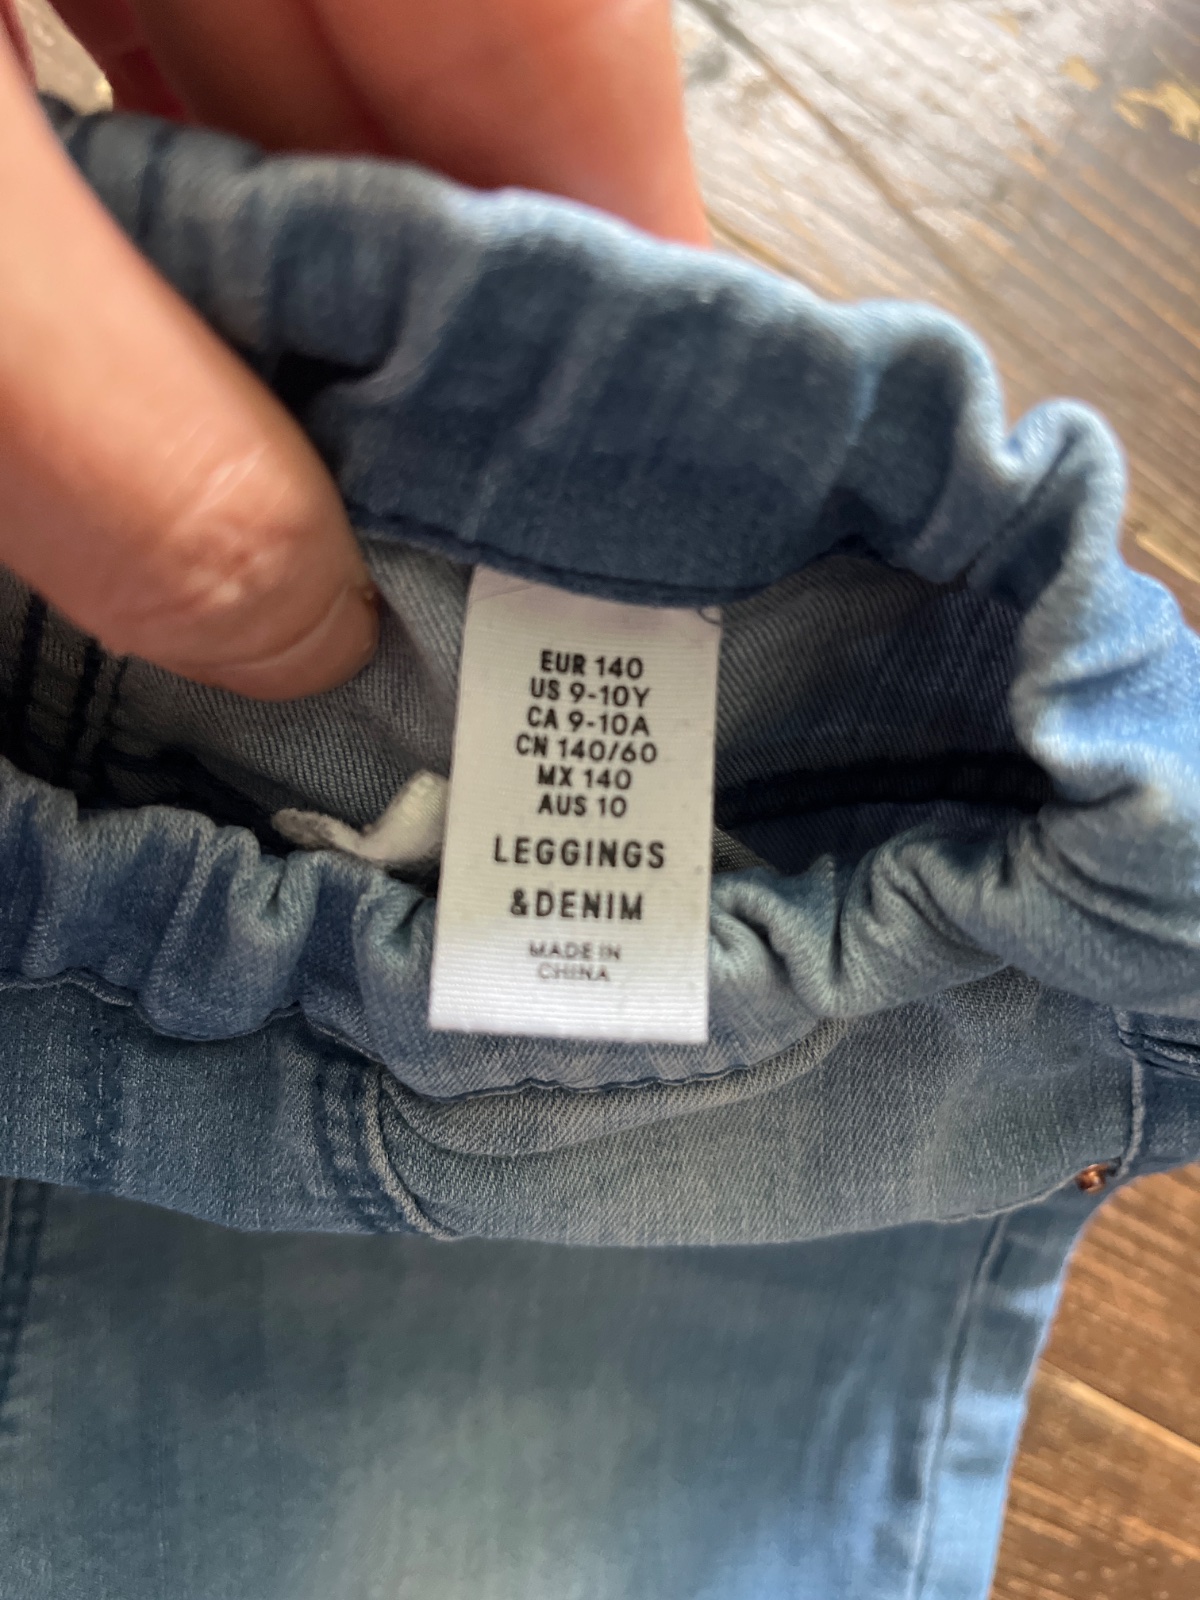 EUR 140
US 9-10Y
CA 9-10A
CN 140/60
MX 140
AUS 10
LEGGINGS
&DENIM
MADE IN
CHINA